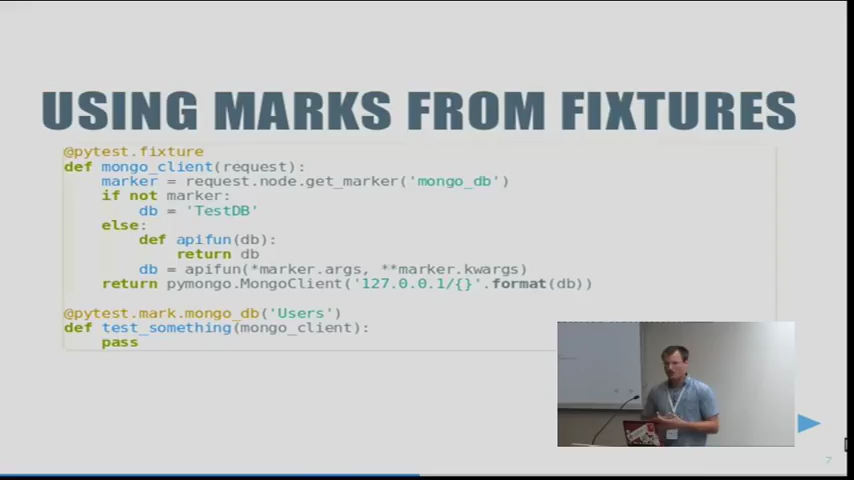 USING MARKS FROM FIXTURES
@pytest.fixture
def mongo_client(request):
    marker = request.node.get_marker('mongo_db')
    if not marker:
        db = 'TestDB'
    else:
        def apifun(db):
            return db
        db = apifun(*marker.args, **marker.kwargs)
    return pymongo.MongoClient('127.0.0.1/{}'.format(db))
@pytest.mark.mongo_db('Users')
def test_something(mongo_client):
    pass
7